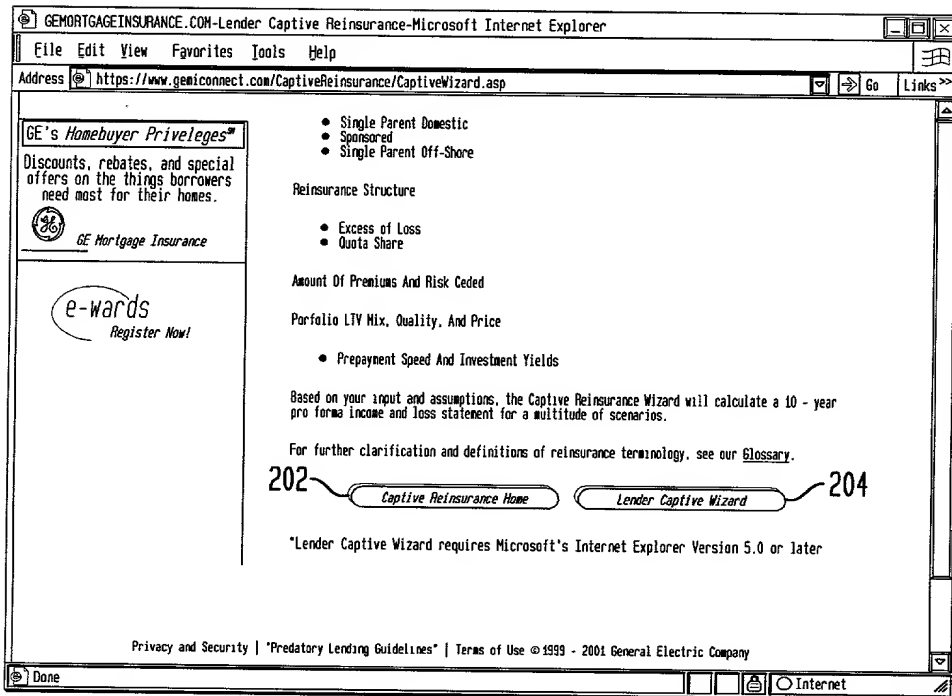 GEMORTGAGEINSURANCE.COM-Lender Captive Reinsurance-Microsoft Internet Explorer
File Edit View Favorites Tools Help
Address https://www.gemiconnect.com/CaptiveReinsurance/CaptiveWizard.asp Go Links >>
GE's Homebuyer Priveleges℠
Discounts, rebates, and special
offers on the things borrowers
need most for their homes.
GE
GE Mortgage Insurance
e-wards
Register Now!
• Single Parent Domestic
• Sponsored
• Single Parent Off-Shore
Reinsurance Structure
• Excess of Loss
• Quota Share
Amount Of Premiums And Risk Ceded
Porfolio LTV Mix, Quality, And Price
• Prepayment Speed And Investment Yields
Based on your input and assumptions, the Captive Reinsurance Wizard will calculate a 10 - year
pro forma income and loss statement for a multitude of scenarios.
For further clarification and definitions of reinsurance terminology, see our Glossary.
202 Captive Reinsurance Home Lender Captive Wizard 204
*Lender Captive Wizard requires Microsoft's Internet Explorer Version 5.0 or later
Privacy and Security | "Predatory Lending Guidelines" | Terms of Use © 1999 - 2001 General Electric Company
Done Internet